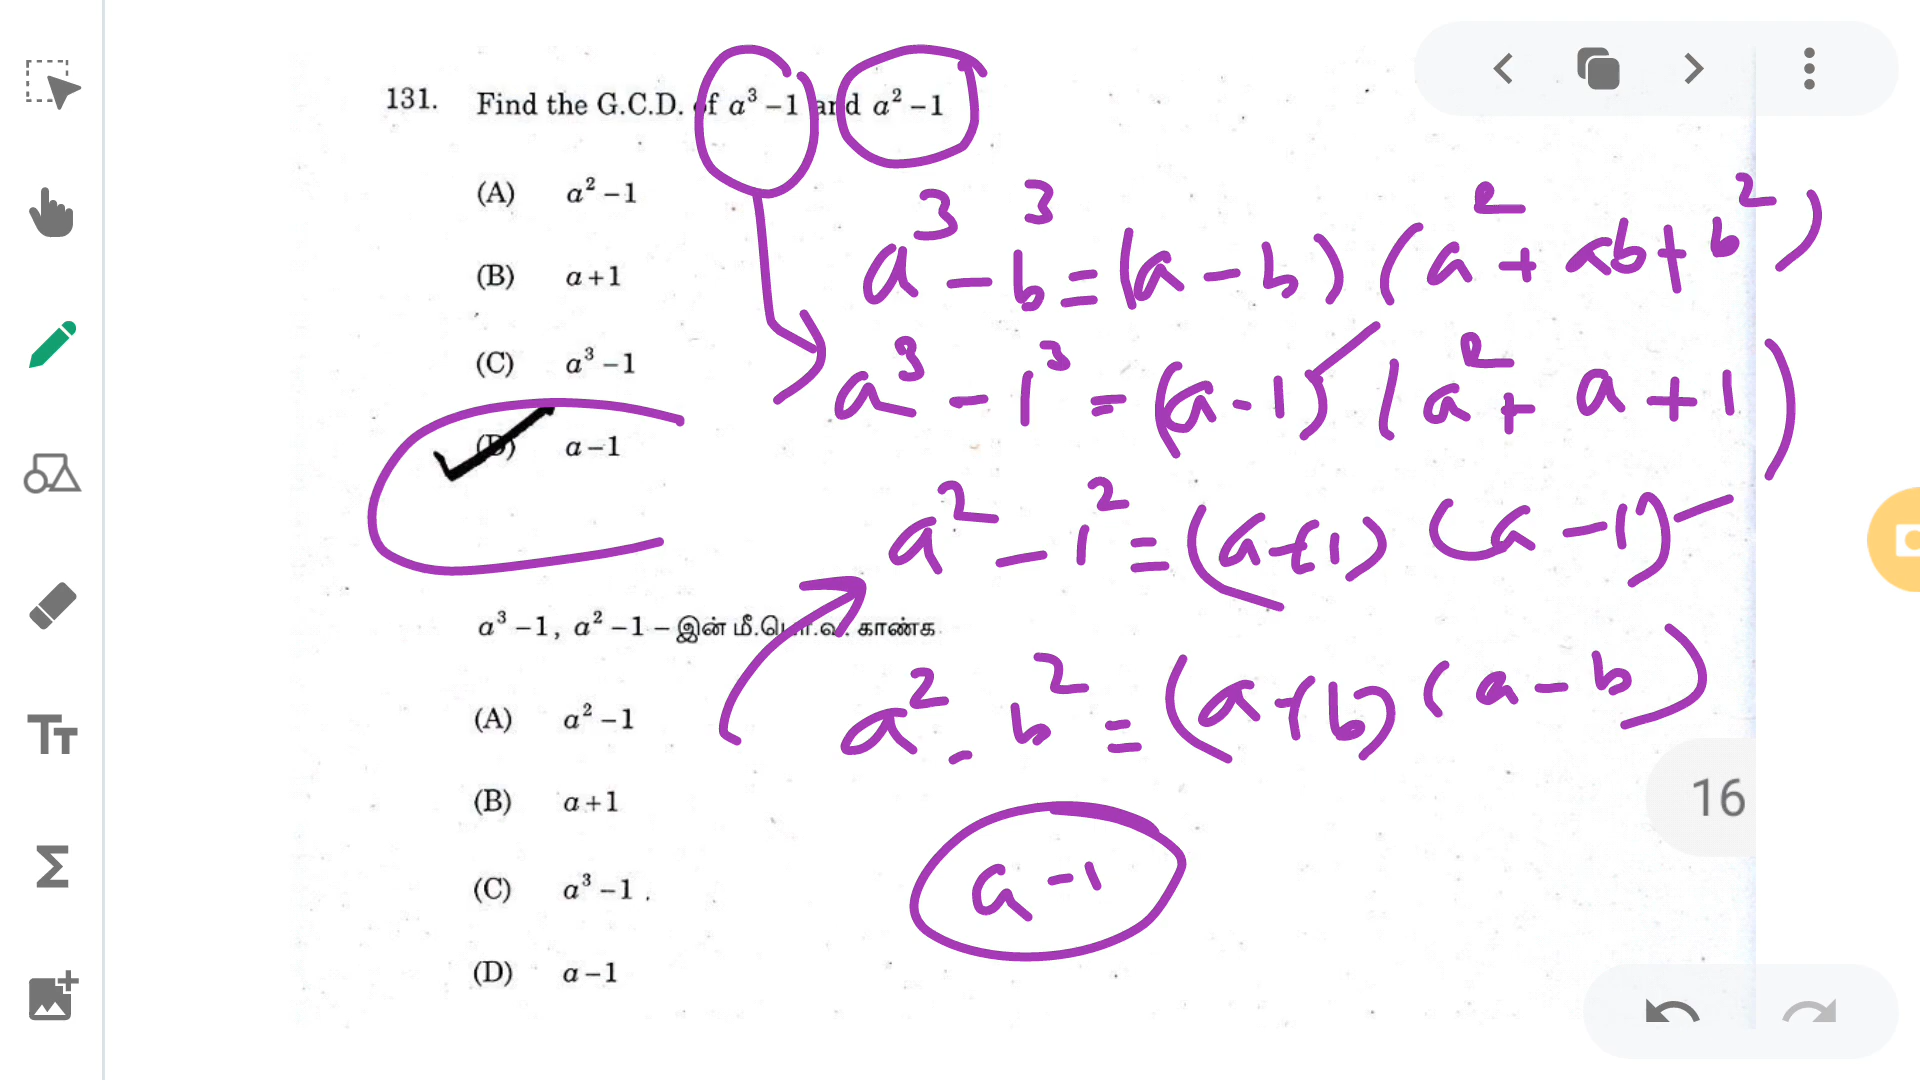 131. Find the G.C.D. of a³ – 1 and a² – 1
(A) a² – 1
(B) a + 1
(C) a³ – 1
(D) a – 1
a³ - b³ = (a - b) (a² + ab + b²)
a³ - 1³ = (a - 1) (a² + a + 1)
a² - 1² = (a + 1) (a - 1)
a² - b² = (a + b) (a - b)
a - 1
a³ – 1, a² – 1 – இன் மீ.பொ.வ. காண்க
(A) a² – 1
(B) a + 1
(C) a³ – 1 .
(D) a – 1
16
Tт
Σ